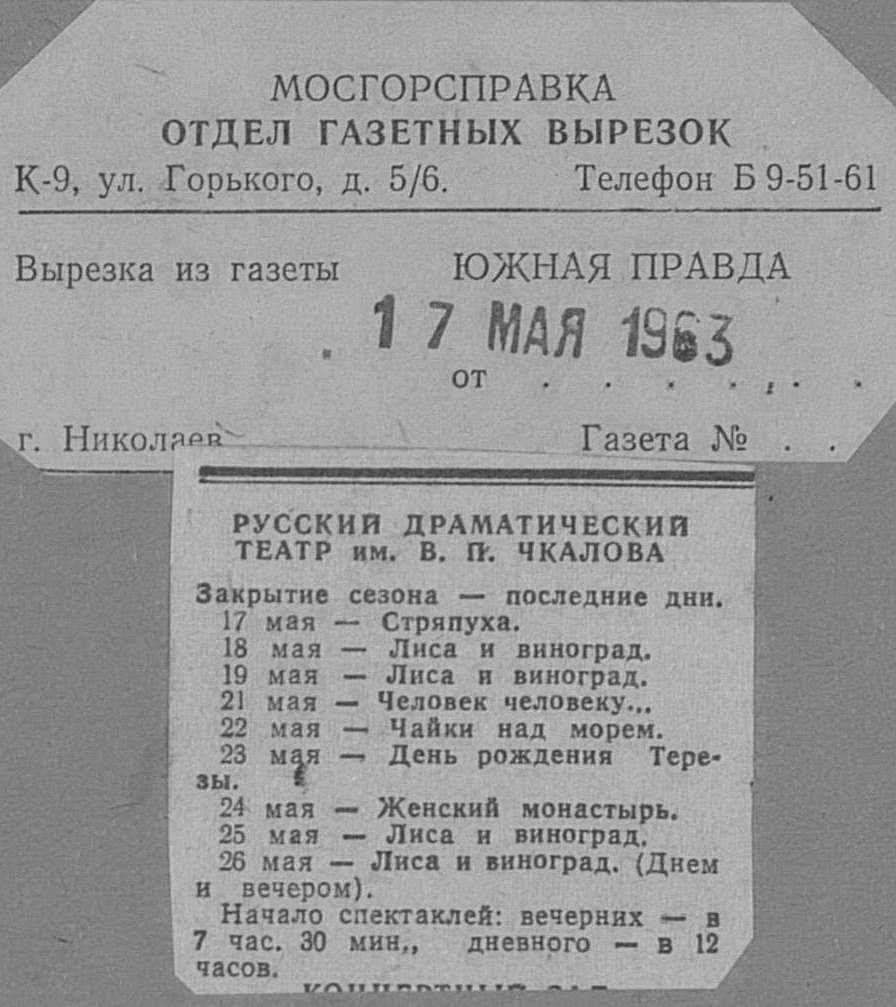 МОСГОРСПРАВКА
ОТДЕЛ ГАЗЕТНЫХ ВЫРЕЗОК
К-9, ул. Горького, д. 5/6. Телефон Б 9-51-61
Вырезка из газеты ЮЖНАЯ ПРАВДА
. 17 МАЯ 1963
от . . . . , . .
г. Николаев Газета № . .
РУССКИЙ ДРАМАТИЧЕСКИЙ
ТЕАТР им. В. П. ЧКАЛОВА
Закрытие сезона — последние дни.
17 мая — Стряпуха.
18 мая — Лиса и виноград.
19 мая — Лиса и виноград.
21 мая — Человек человеку...
22 мая — Чайки над морем.
23 мая — День рождения Тере-
зы.
24 мая — Женский монастырь.
25 мая — Лиса и виноград.
26 мая — Лиса и виноград. (Днем
и вечером).
Начало спектаклей: вечерних — в
7 час. 30 мин., дневного — в 12
часов.
КОНЦЕРТНЫЙ ЗАЛ